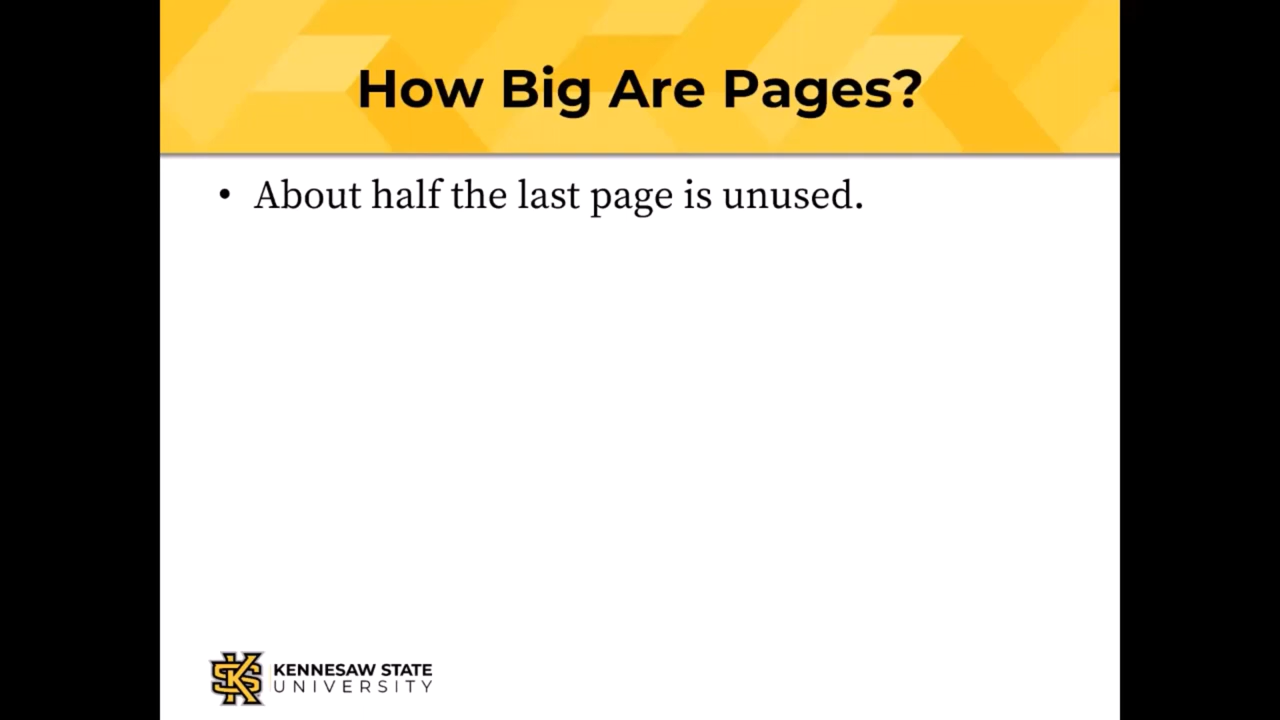 How Big Are Pages?
• About half the last page is unused.
KENNESAW STATE
UNIVERSITY